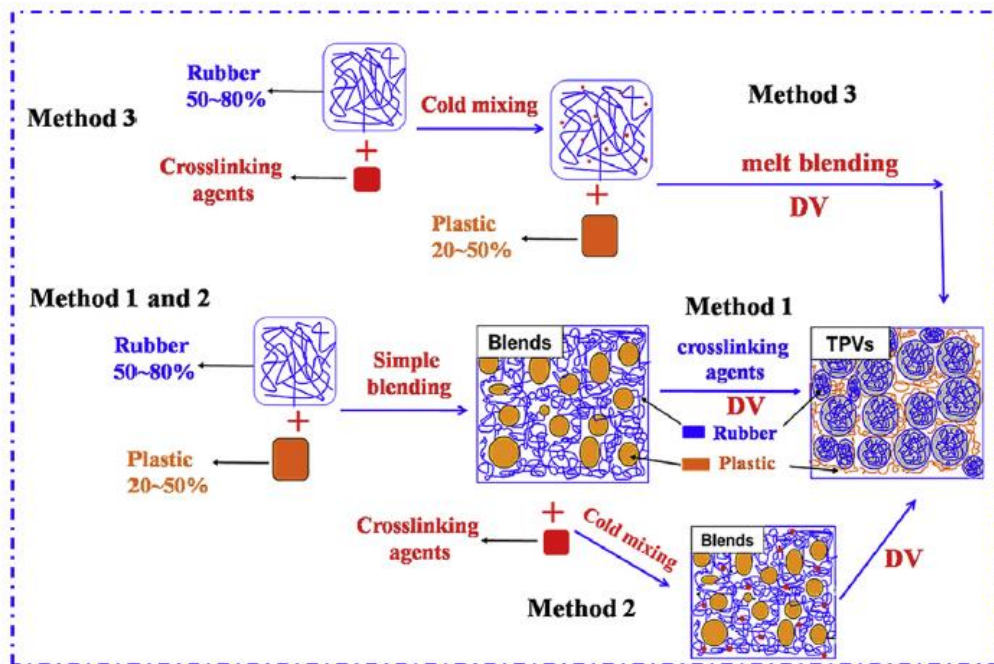 Rubber
50~80%
Method 3
Crosslinking
agents
+
Cold mixing
+
Plastic
20~50%
Method 3
melt blending
DV
Method 1 and 2
Rubber
50~80%
+
Plastic
20~50%
Simple
blending
Blends
Method 1
crosslinking
agents
DV
Rubber
Plastic
TPVs
+
Crosslinking
agents
Cold mixing
Method 2
Blends
DV